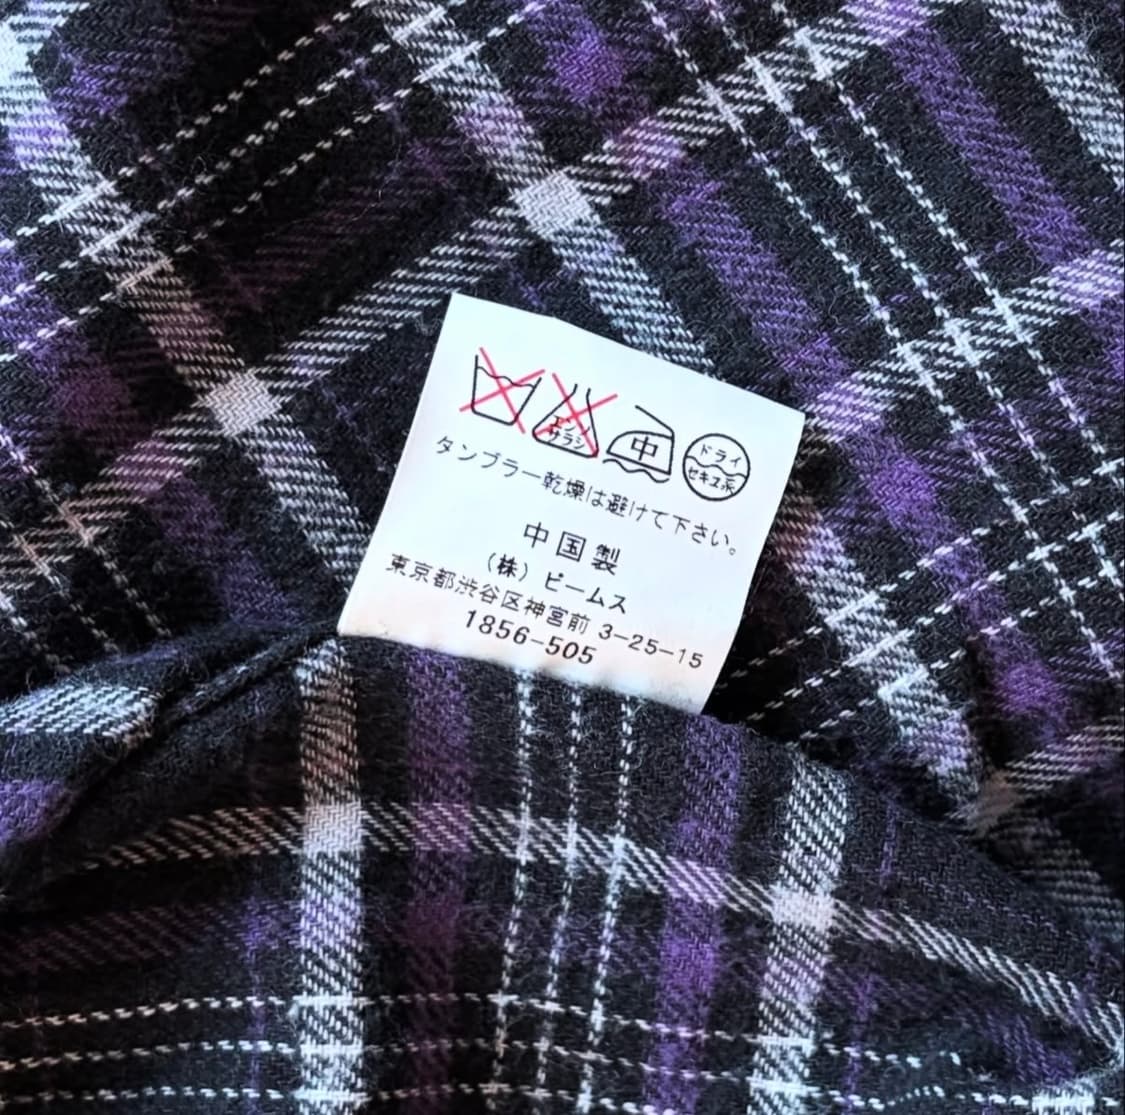 エンソ
サラシ
中
ドライ
セキユ系
タンブラー乾燥は避けて下さい。
中国製
（株）ビームス
東京都渋谷区神宮前 3-25-15
1856-505